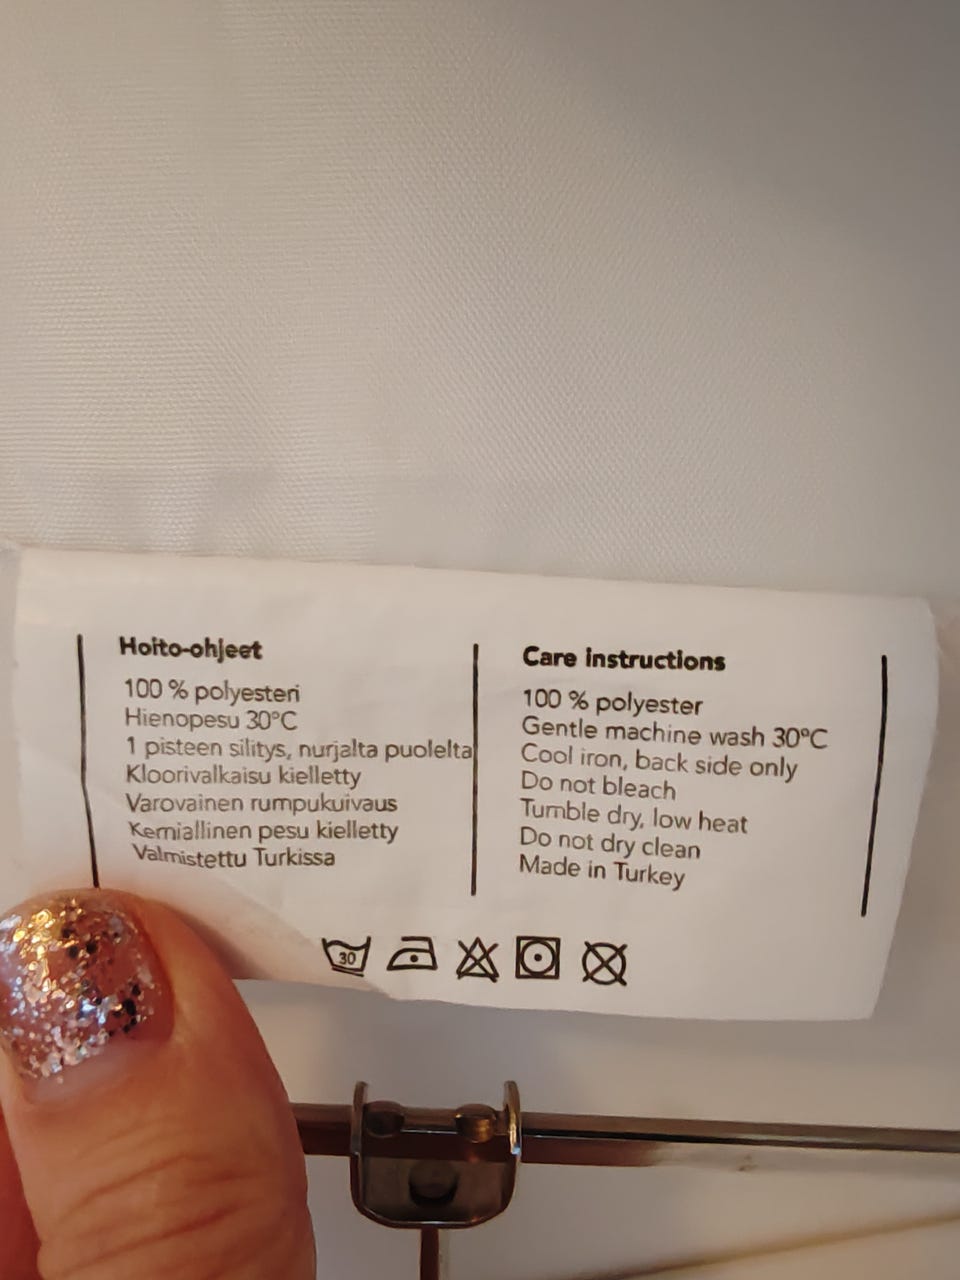 Hoito-ohjeet
100 % polyesteri
Hienopesu 30°C
1 pisteen silitys, nurjalta puolelta
Kloorivalkaisu kielletty
Varovainen rumpukuivaus
Kemiallinen pesu kielletty
Valmistettu Turkissa
Care instructions
100 % polyester
Gentle machine wash 30°C
Cool iron, back side only
Do not bleach
Tumble dry, low heat
Do not dry clean
Made in Turkey
30